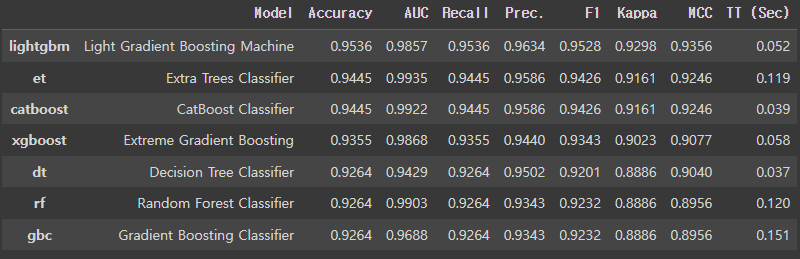 Model Accuracy AUC Recall Prec. F1 Kappa MCC TT (Sec)
lightgbm Light Gradient Boosting Machine 0.9536 0.9857 0.9536 0.9634 0.9528 0.9298 0.9356 0.052
et Extra Trees Classifier 0.9445 0.9935 0.9445 0.9586 0.9426 0.9161 0.9246 0.119
catboost CatBoost Classifier 0.9445 0.9922 0.9445 0.9586 0.9426 0.9161 0.9246 0.039
xgboost Extreme Gradient Boosting 0.9355 0.9868 0.9355 0.9440 0.9343 0.9023 0.9077 0.058
dt Decision Tree Classifier 0.9264 0.9429 0.9264 0.9502 0.9201 0.8886 0.9040 0.037
rf Random Forest Classifier 0.9264 0.9903 0.9264 0.9343 0.9232 0.8886 0.8956 0.120
gbc Gradient Boosting Classifier 0.9264 0.9688 0.9264 0.9343 0.9232 0.8886 0.8956 0.151